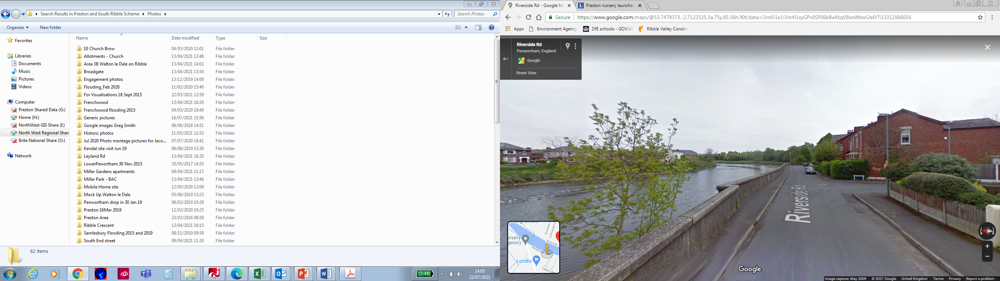 Search Results in Preston and South Ribble Scheme
Photos
Search Photos
Organize
New folder
Name
Date modified
Type
Size
Favorites
Libraries
Documents
Music
Pictures
Videos
Computer
Preston Shared Data (G:)
Home (H:)
NorthWest GIS Share (I:)
North West Regional Shar
Brite National Share (O:)
Network
10 Church Brow 04/03/2020 11:01 File folder
Allotments - Church 13/04/2021 12:46 File folder
Area 3B Walton le Dale on Ribble 13/04/2021 14:02 File folder
Broadgate 13/04/2021 13:34 File folder
Engagement photos 13/12/2019 14:00 File folder
Flooding_Feb 2020 11/02/2020 15:40 File folder
For Visualisations 18 Sept 2015 22/03/2021 12:59 File folder
Frenchwood 13/04/2021 16:20 File folder
Frenchwood flooding 2015 04/03/2020 10:49 File folder
Generic pictures 16/07/2021 15:56 File folder
Google images Greg Smith 08/06/2018 14:51 File folder
Historic photos 11/05/2021 11:53 File folder
Jul 2020 Photo montage pictures for Jaco... 07/07/2020 18:41 File folder
Kendal site visit Jun 19 06/06/2019 15:30 File folder
Leyland Rd 13/04/2021 16:20 File folder
LowerPewortham 30 Nov 2015 25/05/2017 14:53 File folder
Miller Gardens apartments 09/04/2021 11:17 File folder
Miller Park - BAC 13/04/2021 13:46 File folder
Mobile Home site 12/05/2020 12:09 File folder
Mock Up Walton le Dale 05/06/2019 13:23 File folder
Penwortham drop in 30 Jan 19 06/02/2019 10:29 File folder
Preston 16Mar 2019 12/02/2020 10:25 File folder
Preston Area 23/03/2016 08:58 File folder
Ribble Crescent 13/04/2021 16:15 File folder
Samlesbury Flooding 2015 and 2019 08/11/2019 09:59 File folder
South End street 09/04/2021 11:20 File folder
62 items
(2:48)
14:05
22/07/2021
Riverside Rd - Google Ma
Preston nursery launches
Secure
https://www.google.com/maps/@53.7478373,-2.7122535,3a,75y,85.56h,90t/data=!3m6!1e1!3m4!1syGPv0SP06k8wKtqVBxoWbw!2e0!7i13312!8i6656
Apps
Environment Agency
DfE schools - GOV.UK
Ribble Valley Constitu
Riverside Rd
Penwortham, England
Google
Street View
Riverside Rd
Wolseley R
Connaught R
ursery
geinn)
Riverside
Riverside R
Londis
Talbot Rd
Google
Image capture: May 2009 © 2021 Google United Kingdom Terms Privacy Report a problem